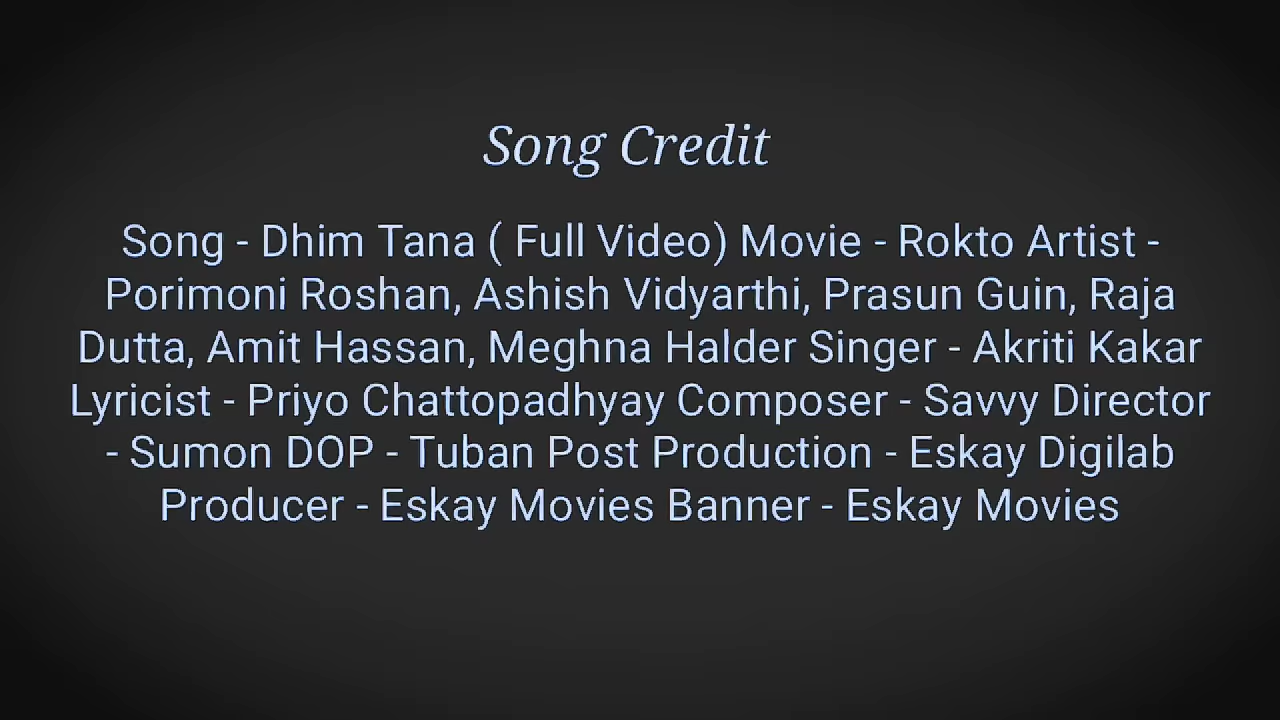 Song Credit
Song - Dhim Tana ( Full Video) Movie - Rokto Artist -
Porimoni Roshan, Ashish Vidyarthi, Prasun Guin, Raja
Dutta, Amit Hassan, Meghna Halder Singer - Akriti Kakar
Lyricist - Priyo Chattopadhyay Composer - Savvy Director
- Sumon DOP - Tuban Post Production - Eskay Digilab
Producer - Eskay Movies Banner - Eskay Movies